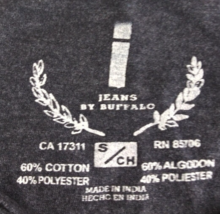 i
JEANS
BY BUFFALO
CA 17311 S/CH RN 85706
60% COTTON 60% ALGODON
40% POLYESTER 40% POLIESTER
MADE IN INDIA
HECHO EN INDIA